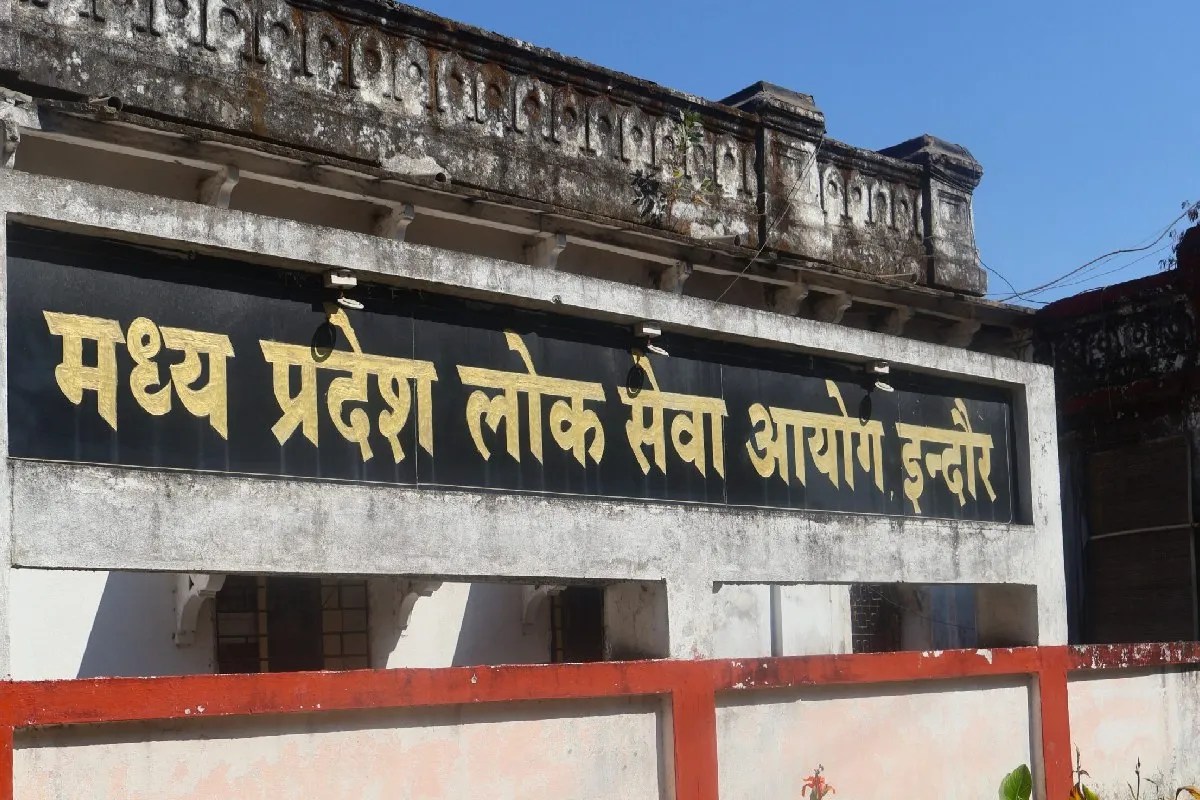 मध्य प्रदेश लोक सेवा आयोग, इन्दौर